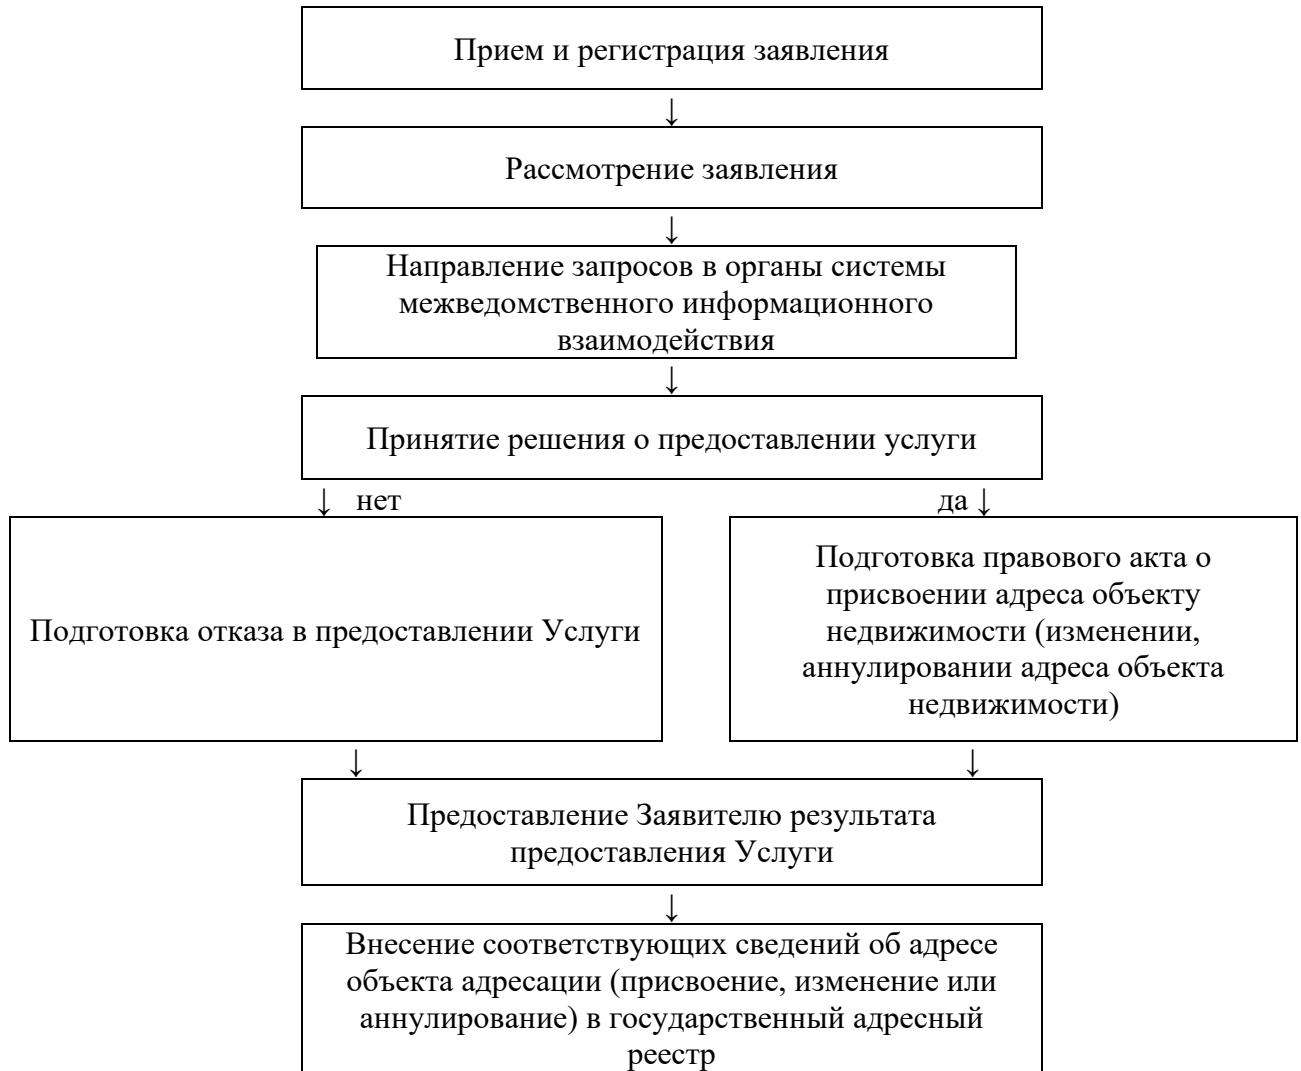 Прием и регистрация заявления
↓
Рассмотрение заявления
↓
Направление запросов в органы системы
межведомственного информационного
взаимодействия
↓
Принятие решения о предоставлении услуги
↓ нет
да ↓
Подготовка отказа в предоставлении Услуги
Подготовка правового акта о
присвоении адреса объекту
недвижимости (изменении,
аннулировании адреса объекта
недвижимости)
↓
↓
Предоставление Заявителю результата
предоставления Услуги
↓
Внесение соответствующих сведений об адресе
объекта адресации (присвоение, изменение или
аннулирование) в государственный адресный
реестр